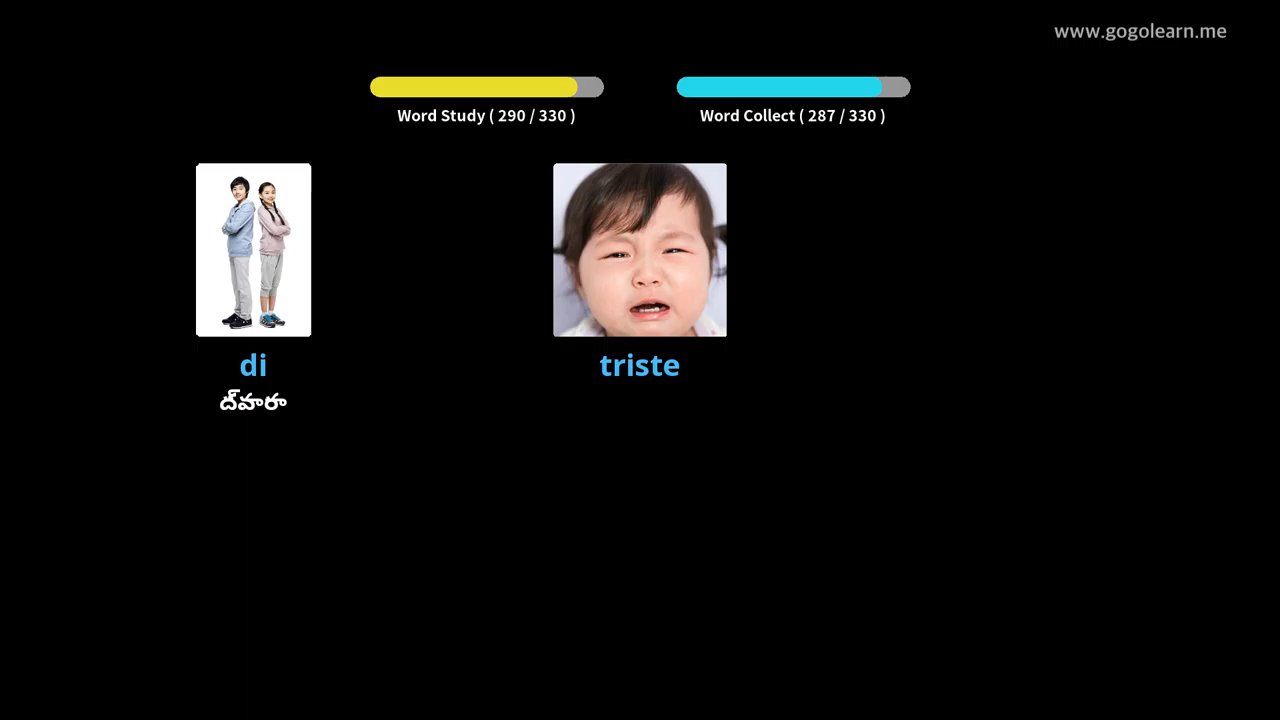 www.gogolearn.me
Word Study ( 290 / 330 )
Word Collect ( 287 / 330 )
di
triste
ద్వారా